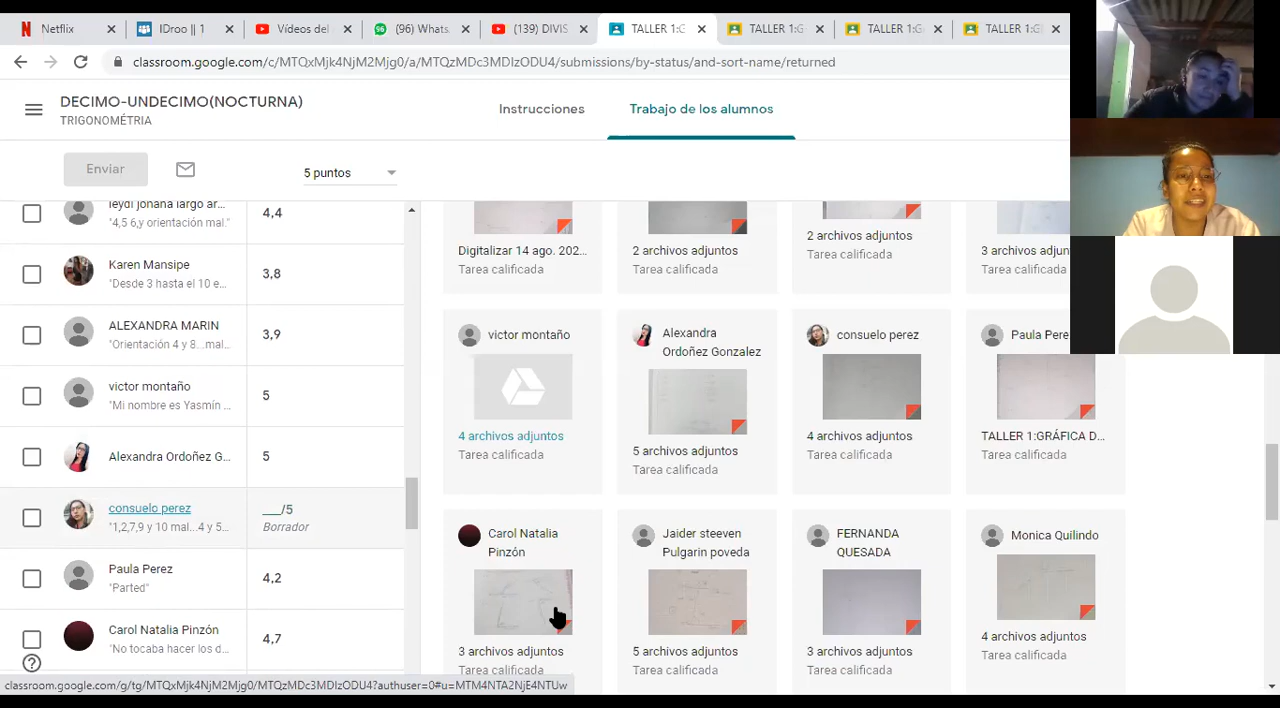 Netflix
IDroo || 1
Vídeos del
(96) Whats
(139) DIVIS
TALLER 1:G
TALLER 1:G
TALLER 1:G
TALLER 1:G
classroom.google.com/c/MTQxMjk4NjM2Mjg0/a/MTQzMDc3MDIzODU4/submissions/by-status/and-sort-name/returned
DECIMO-UNDECIMO(NOCTURNA)
TRIGONOMÉTRIA
Instrucciones
Trabajo de los alumnos
Enviar
5 puntos
leydi johana largo ar...
"4,5 6,y orientación mal."
4,4
Karen Mansipe
"Desde 3 hasta el 10 e...
3,8
ALEXANDRA MARIN
"Orientación 4 y 8...mal...
3,9
victor montaño
"Mi nombre es Yasmín ...
5
Alexandra Ordoñez G...
5
consuelo perez
"1,2,7,9 y 10 mal...4 y 5...
___/5
Borrador
Paula Perez
"Parted"
4,2
Carol Natalia Pinzón
"No tocaba hacer los d...
4,7
Digitalizar 14 ago. 202...
Tarea calificada
2 archivos adjuntos
Tarea calificada
2 archivos adjuntos
Tarea calificada
3 archivos adjuntos
Tarea calificada
victor montaño
4 archivos adjuntos
Tarea calificada
Alexandra
Ordoñez Gonzalez
5 archivos adjuntos
Tarea calificada
consuelo perez
4 archivos adjuntos
Tarea calificada
Paula Pere
TALLER 1:GRÁFICA D...
Tarea calificada
Carol Natalia
Pinzón
3 archivos adjuntos
Tarea calificada
Jaider steeven
Pulgarin poveda
5 archivos adjuntos
Tarea calificada
FERNANDA
QUESADA
3 archivos adjuntos
Tarea calificada
Monica Quilindo
4 archivos adjuntos
Tarea calificada
classroom.google.com/g/tg/MTQxMjk4NjM2Mjg0/MTQzMDc3MDIzODU4?authuser=0#u=MTM4NTA2NjE4NTUw